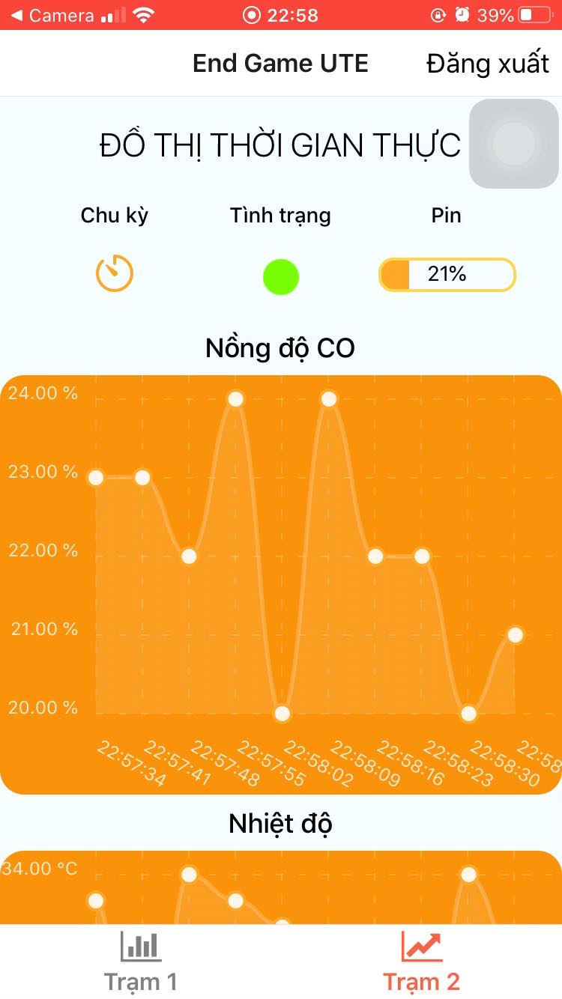 Camera 22:58 39%
End Game UTE Đăng xuất
ĐỒ THỊ THỜI GIAN THỰC
Chu kỳ Tình trạng Pin
21%
Nồng độ CO
24.00 %
23.00 %
22.00 %
21.00 %
20.00 %
22:57:34 22:57:41 22:57:48 22:57:55 22:58:02 22:58:09 22:58:16 22:58:23 22:58:30 22:58
Nhiệt độ
34.00 °C
Trạm 1 Trạm 2